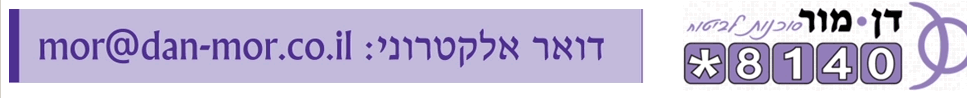 דן·מור סוכנות לביטוח
*8140
דואר אלקטרוני: mor@dan-mor.co.il